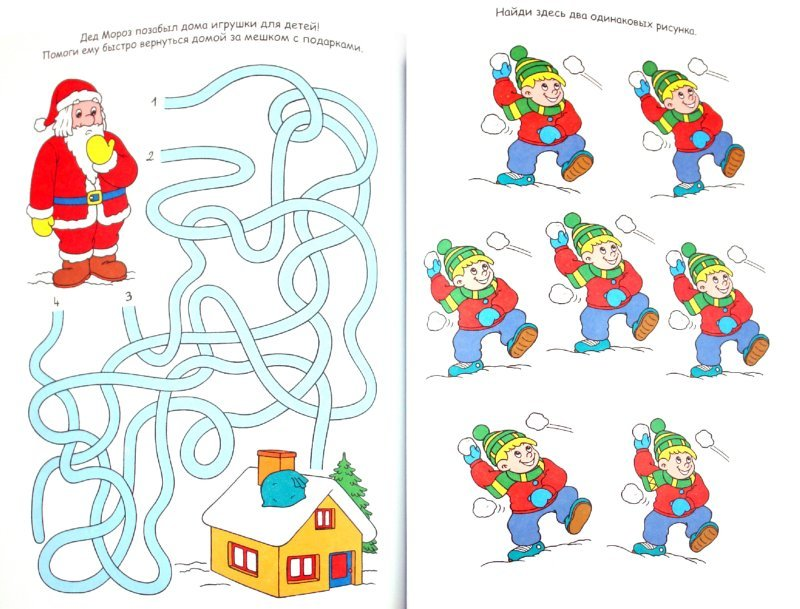 Дед Мороз позабыл дома игрушки для детей!
Помоги ему быстро вернуться домой за мешком с подарками.
1
2
4 3
Найди здесь два одинаковых рисунка.